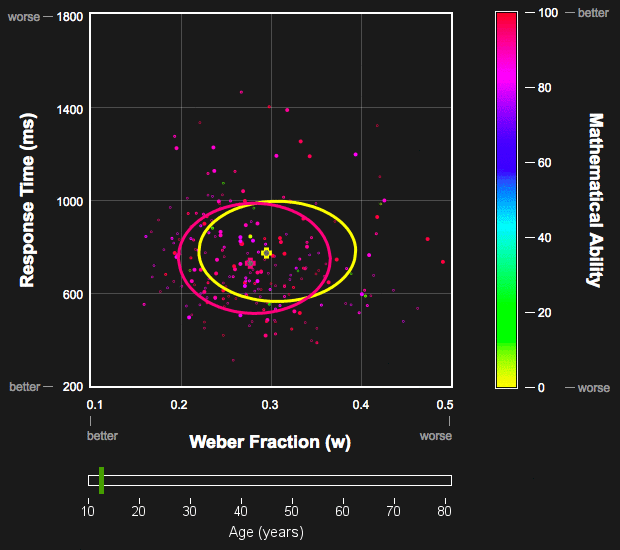 worse
1800
1400
1000
600
better
200
Response Time (ms)
0.1
0.2
0.3
0.4
0.5
better
worse
Weber Fraction (w)
100
better
80
60
40
20
0
worse
Mathematical Ability
10
20
30
40
50
60
70
80
Age (years)